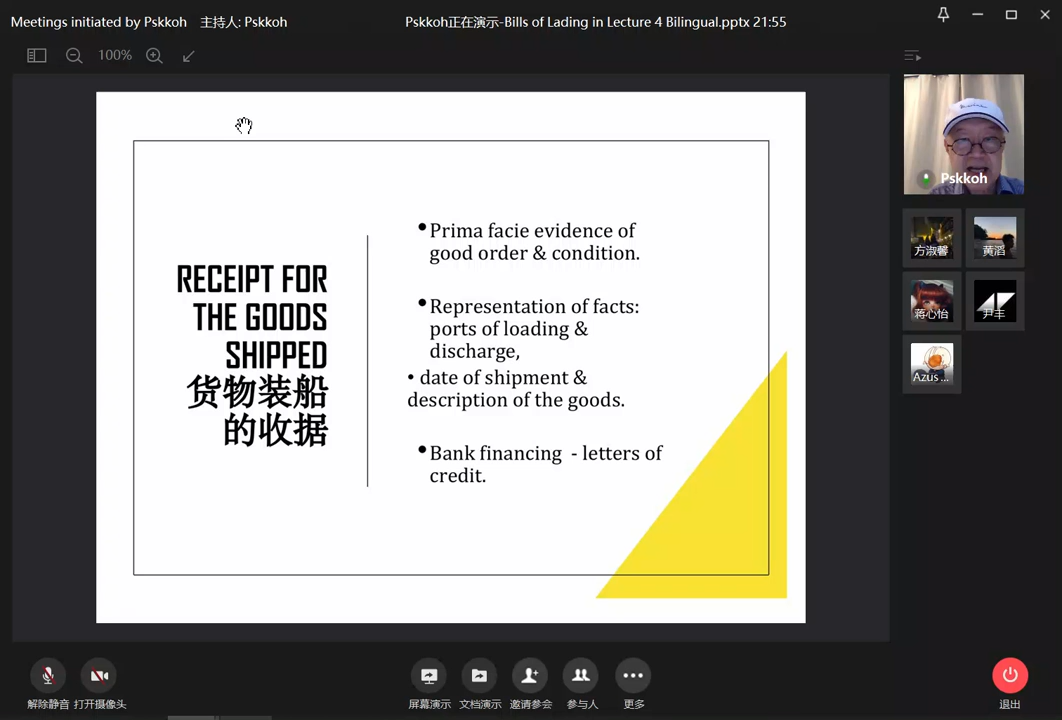 Meetings initiated by Pskkoh 主持人: Pskkoh
Pskkoh正在演示-Bills of Lading in Lecture 4 Bilingual.pptx 21:55
100%
RECEIPT FOR
THE GOODS
SHIPPED
货物装船
的收据
•Prima facie evidence of
good order & condition.
•Representation of facts:
ports of loading &
discharge,
• date of shipment &
description of the goods.
•Bank financing - letters of
credit.
Pskkoh
方淑馨
黄滔
蒋心怡
尹丰
Azus ...
解除静音
打开摄像头
屏幕演示
文档演示
邀请参会
参与人
更多
退出